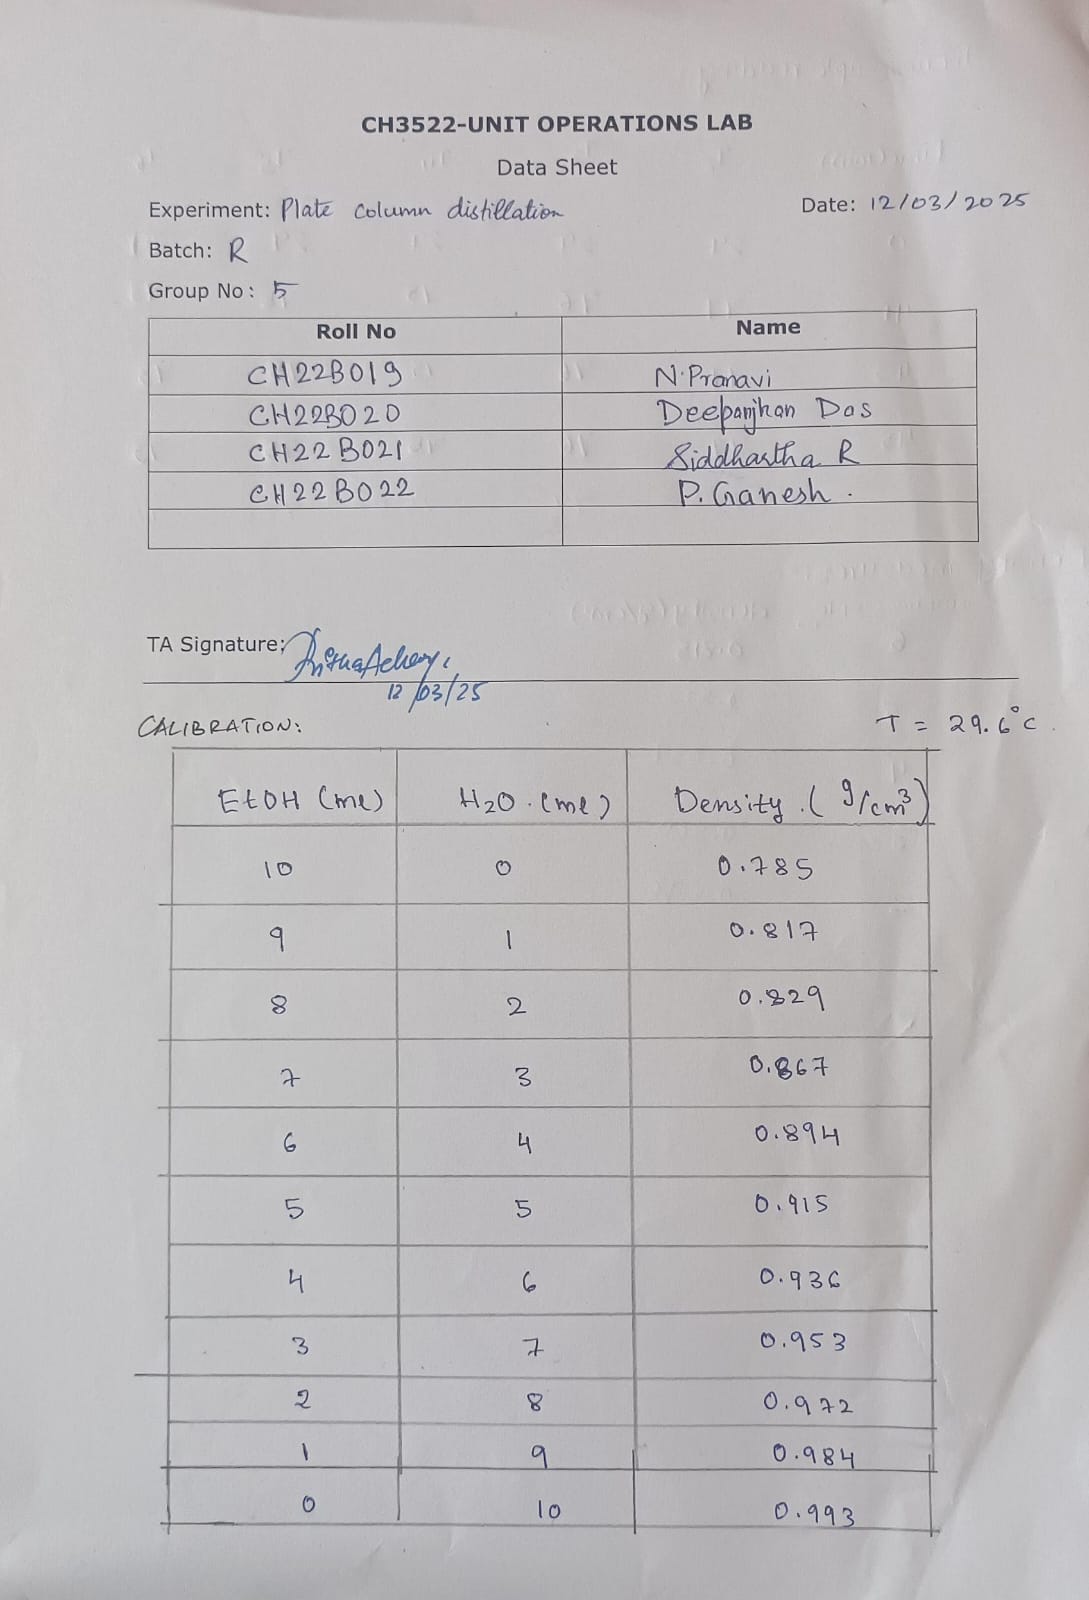 CH3522-UNIT OPERATIONS LAB
Data Sheet
Experiment: Plate column distillation Date: 12/03/2025
Batch: R
Group No: 5
Roll No Name
CH22B019 N. Pranavi
CH22B020 Deepanjhan Das
CH22B021 Siddhartha R
CH22B022 P. Ganesh.
TA Signature:
12/03/25
CALIBRATION: T = 29.6°C.
EtOH (ml) H2O. (ml) Density. (g/cm³)
10 0 0.785
9 1 0.817
8 2 0.829
7 3 0.867
6 4 0.894
5 5 0.915
4 6 0.936
3 7 0.953
2 8 0.972
1 9 0.984
0 10 0.993